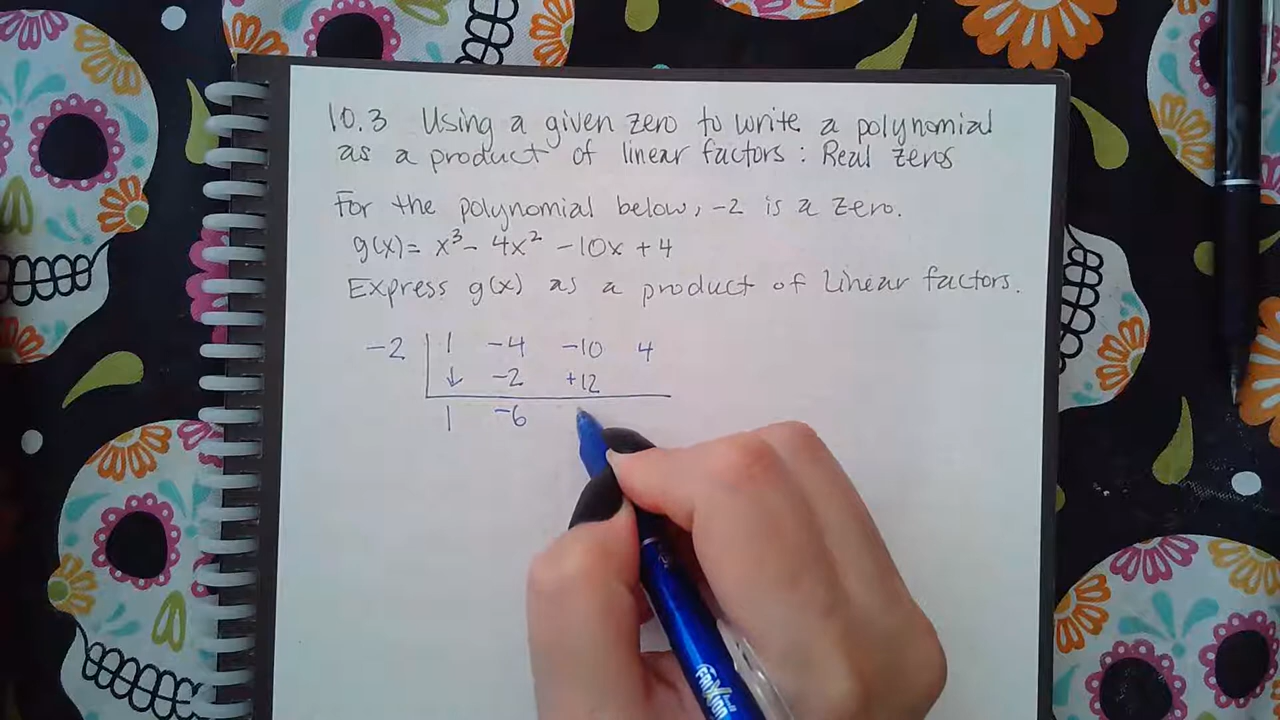 10.3 Using a given zero to write a polynomial
as a product of linear factors: Real zeros
For the polynomial below, -2 is a zero.
g(x) = x³ - 4x² - 10x + 4
Express g(x) as a product of linear factors.
-2 | 1 -4 -10 4
↓ -2 +12
1 -6
FriXion